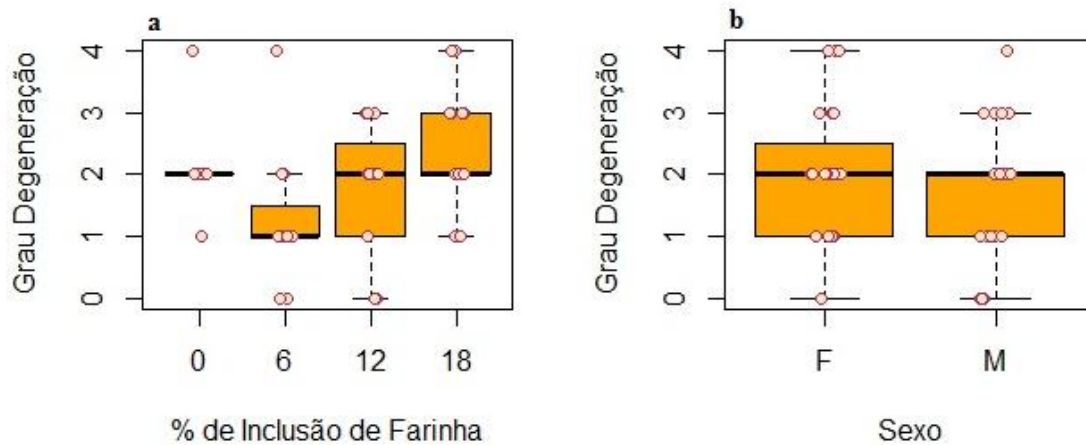 a
Grau Degeneração
4
3
2
1
0
0 6 12 18
% de Inclusão de Farinha
b
Grau Degeneração
4
3
2
1
0
F M
Sexo